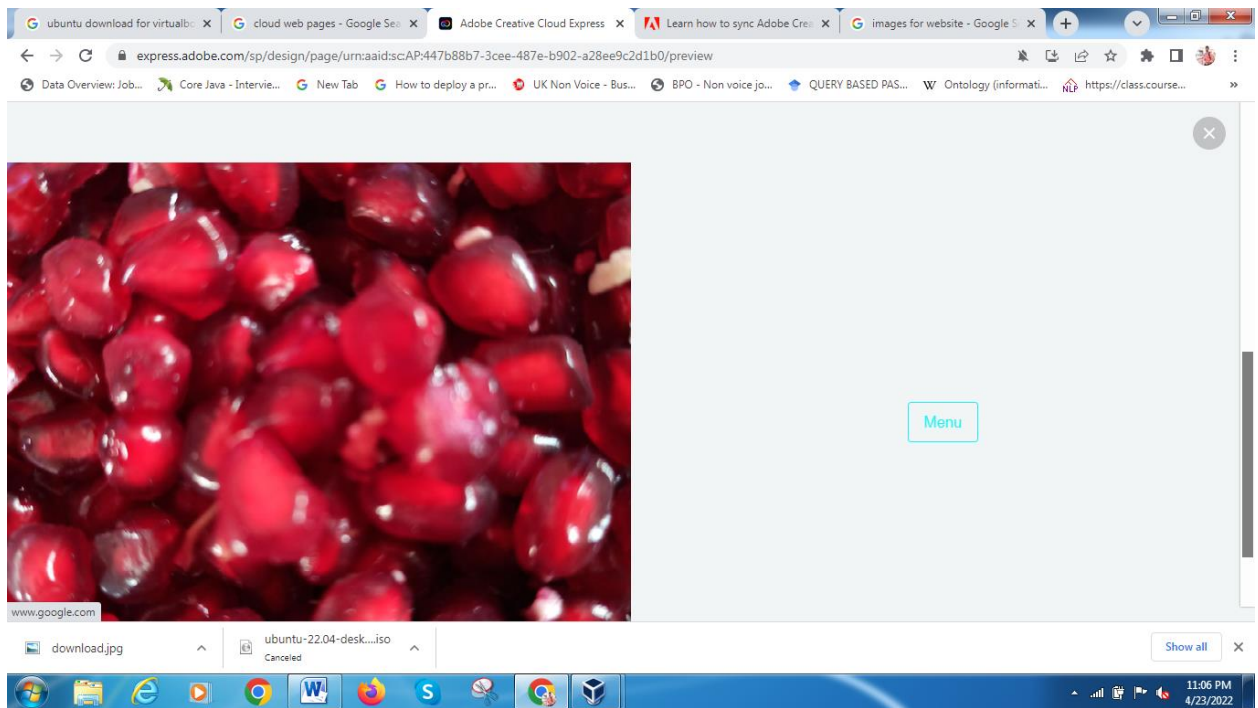 ubuntu download for virtualbo
cloud web pages - Google Sea
Adobe Creative Cloud Express
Learn how to sync Adobe Crea
images for website - Google S
express.adobe.com/sp/design/page/urn:aaid:sc:AP:447b88b7-3cee-487e-b902-a28ee9c2d1b0/preview
Data Overview: Job...
Core Java - Intervie...
New Tab
How to deploy a pr...
UK Non Voice - Bus...
BPO - Non voice jo...
QUERY BASED PAS...
W Ontology (informati...
NLP https://class.course...
»
Menu
www.google.com
download.jpg
ubuntu-22.04-desk....iso
Canceled
Show all
11:06 PM
4/23/2022